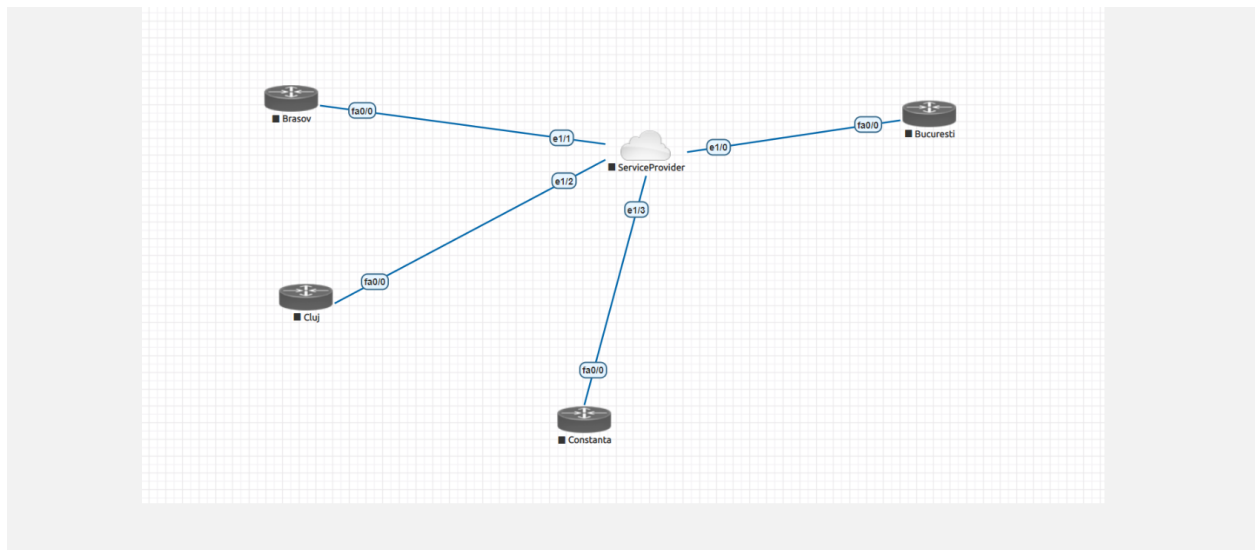 Brasov
fa0/0
e1/1
ServiceProvider
e1/0
fa0/0
Bucuresti
e1/2
e1/3
fa0/0
Cluj
fa0/0
Constanta